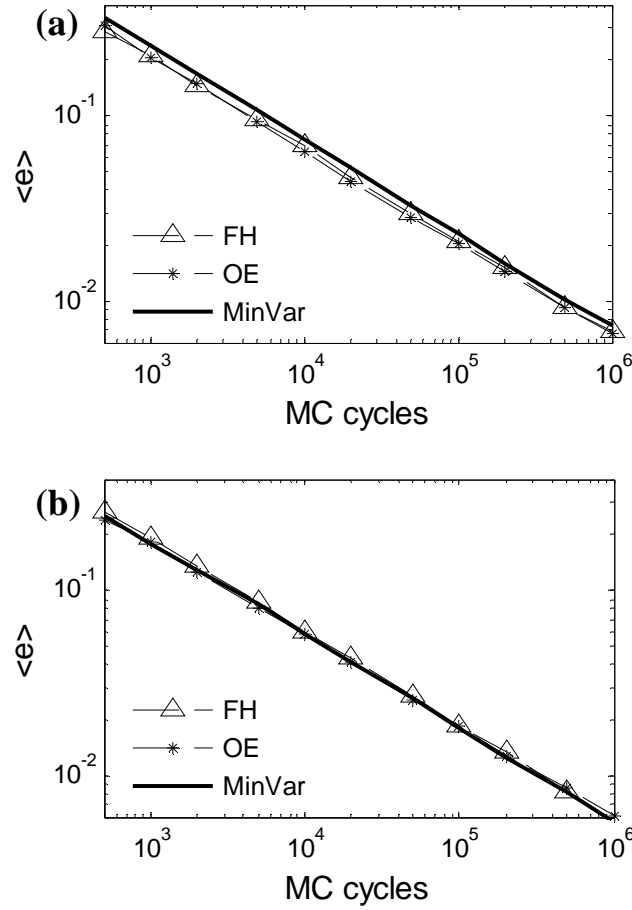 (a)
<e>
10^-1
10^-2
FH
OE
MinVar
10^3 10^4 10^5 10^6
MC cycles
(b)
<e>
10^-1
10^-2
FH
OE
MinVar
10^3 10^4 10^5 10^6
MC cycles